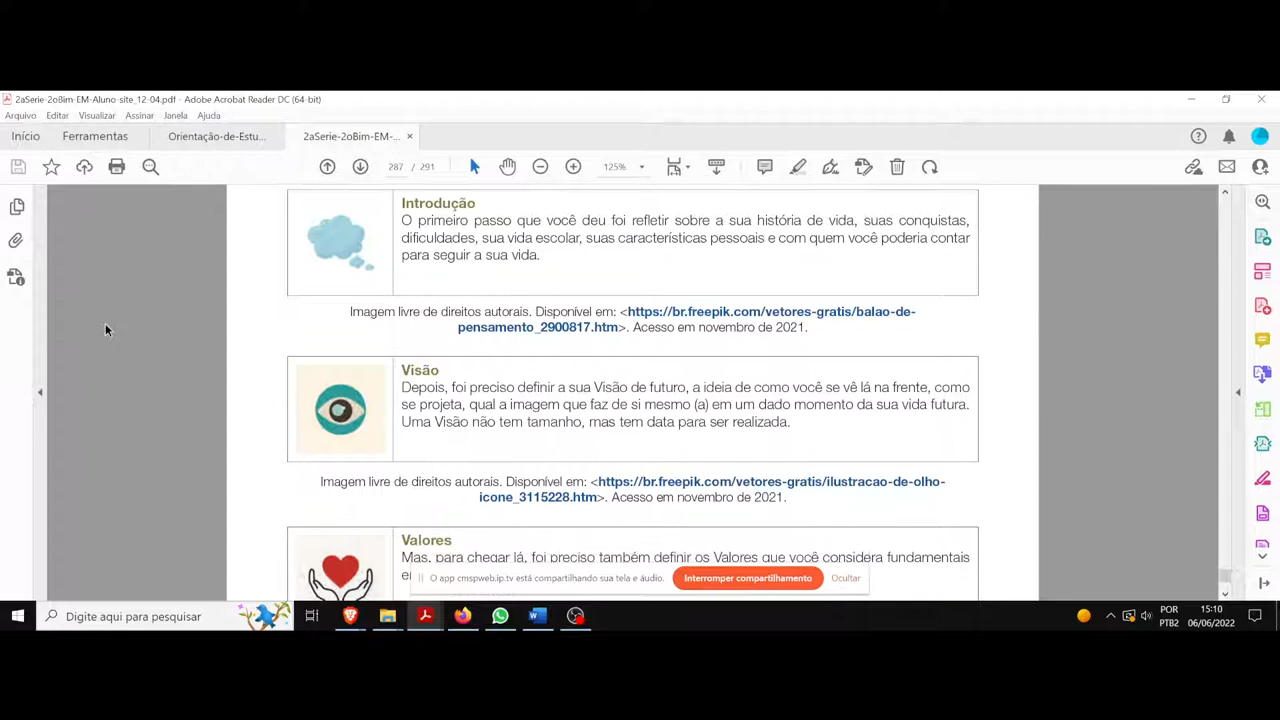 2aSerie-2oBim-EM-Aluno-site_12-04.pdf - Adobe Acrobat Reader DC (64-bit)
Arquivo Editar Visualizar Assinar Janela Ajuda
Início Ferramentas Orientação-de-Estu... 2aSerie-2oBim-EM-... ×
287 / 291 125%
Introdução
O primeiro passo que você deu foi refletir sobre a sua história de vida, suas conquistas,
dificuldades, sua vida escolar, suas características pessoais e com quem você poderia contar
para seguir a sua vida.
Imagem livre de direitos autorais. Disponível em: <https://br.freepik.com/vetores-gratis/balao-de-
pensamento_2900817.htm>. Acesso em novembro de 2021.
Visão
Depois, foi preciso definir a sua Visão de futuro, a ideia de como você se vê lá na frente, como
se projeta, qual a imagem que faz de si mesmo (a) em um dado momento da sua vida futura.
Uma Visão não tem tamanho, mas tem data para ser realizada.
Imagem livre de direitos autorais. Disponível em: <https://br.freepik.com/vetores-gratis/ilustracao-de-olho-
icone_3115228.htm>. Acesso em novembro de 2021.
Valores
Mas, para chegar lá, foi preciso também definir os Valores que você considera fundamentais
O app cmspweb.ip.tv está compartilhando sua tela e áudio. Interromper compartilhamento Ocultar
Digite aqui para pesquisar
POR
PTB2
15:10
06/06/2022